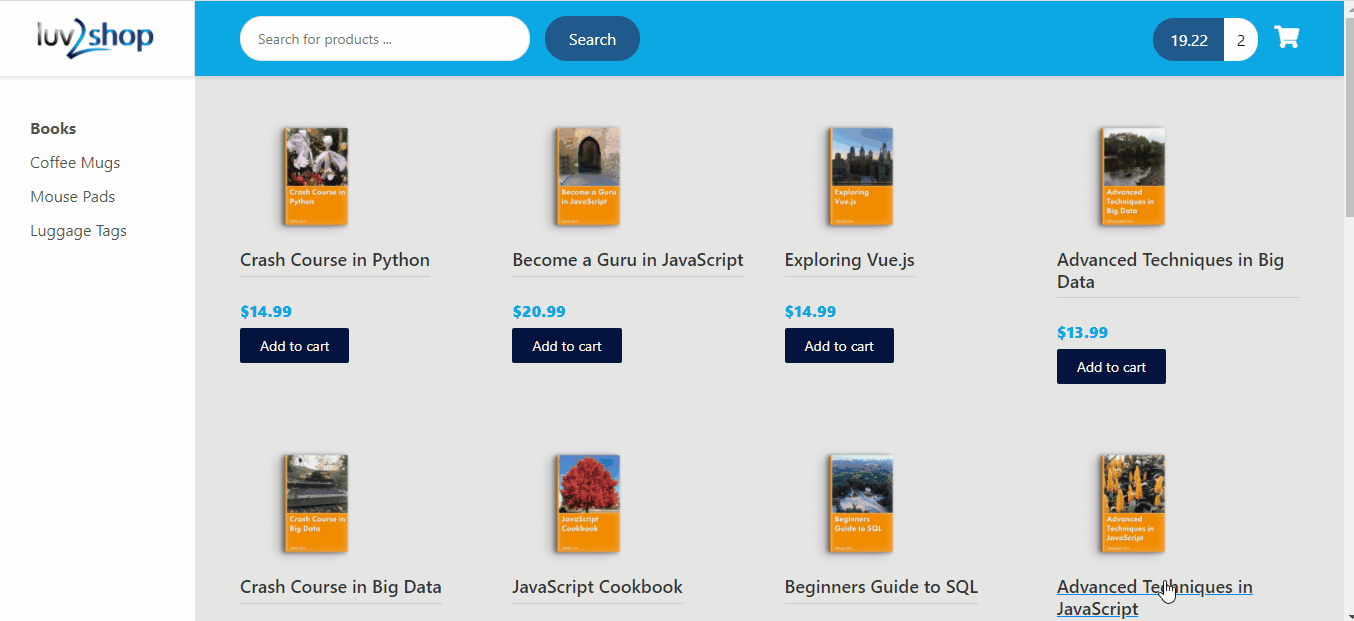 luv2shop
Search for products ...
Search
19.22
2
Books
Coffee Mugs
Mouse Pads
Luggage Tags
Crash Course in
Python
Become a Guru
in JavaScript
Exploring
Vue.js
Advanced
Techniques in
Big Data
Crash Course in Python
Become a Guru in JavaScript
Exploring Vue.js
Advanced Techniques in Big
Data
$14.99
$20.99
$14.99
$13.99
Add to cart
Add to cart
Add to cart
Add to cart
Crash Course in
Big Data
JavaScript
Cookbook
Beginners
Guide to SQL
Advanced
Techniques in
JavaScript
Crash Course in Big Data
JavaScript Cookbook
Beginners Guide to SQL
Advanced Techniques in
JavaScript